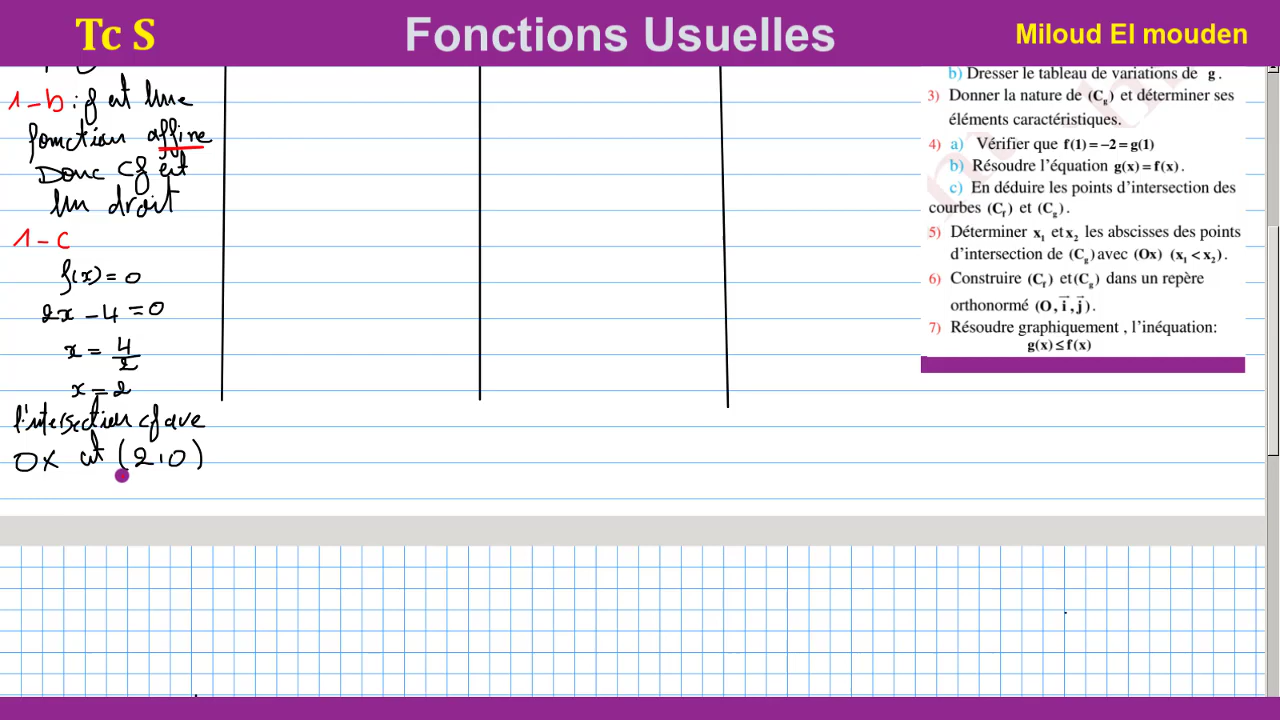 Tc S
Fonctions Usuelles
Miloud El mouden
1-b : f est une
fonction affine
Donc Cf est
un droit
1-c
f(x) = 0
2x - 4 = 0
x = 4/2
x = 2
l'intersection cf ave
OX est (2,0)
b) Dresser le tableau de variations de g.
3) Donner la nature de (Cg) et déterminer ses
éléments caractéristiques.
4) a) Vérifier que f(1)=-2=g(1)
b) Résoudre l'équation g(x)=f(x).
c) En déduire les points d'intersection des
courbes (Cf) et (Cg).
5) Déterminer x₁ et x₂ les abscisses des points
d'intersection de (Cg) avec (Ox) (x₁ < x₂).
6) Construire (Cf) et (Cg) dans un repère
orthonormé (O, i⃗, j⃗).
7) Résoudre graphiquement , l'inéquation:
g(x) ≤ f(x)